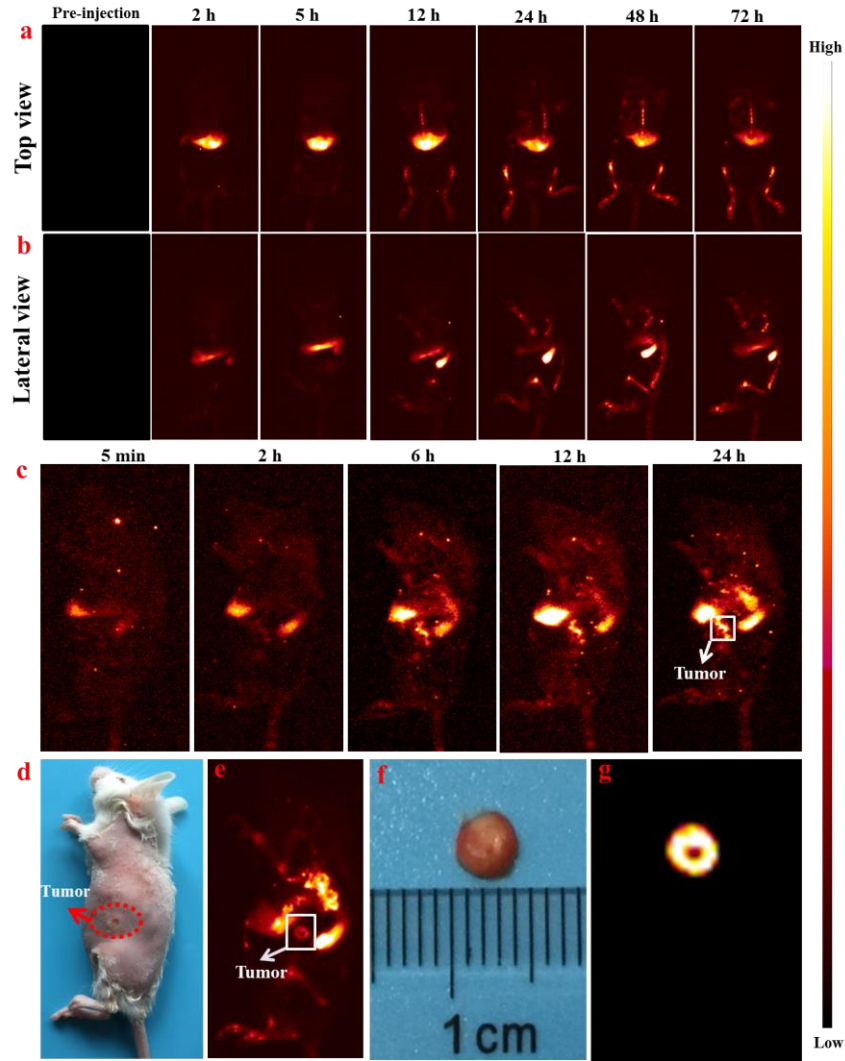 Pre-injection 2 h 5 h 12 h 24 h 48 h 72 h
a
Top view
High
b
Lateral view
5 min 2 h 6 h 12 h 24 h
c
Tumor
d e f g
Tumor
Tumor
1 cm
Low